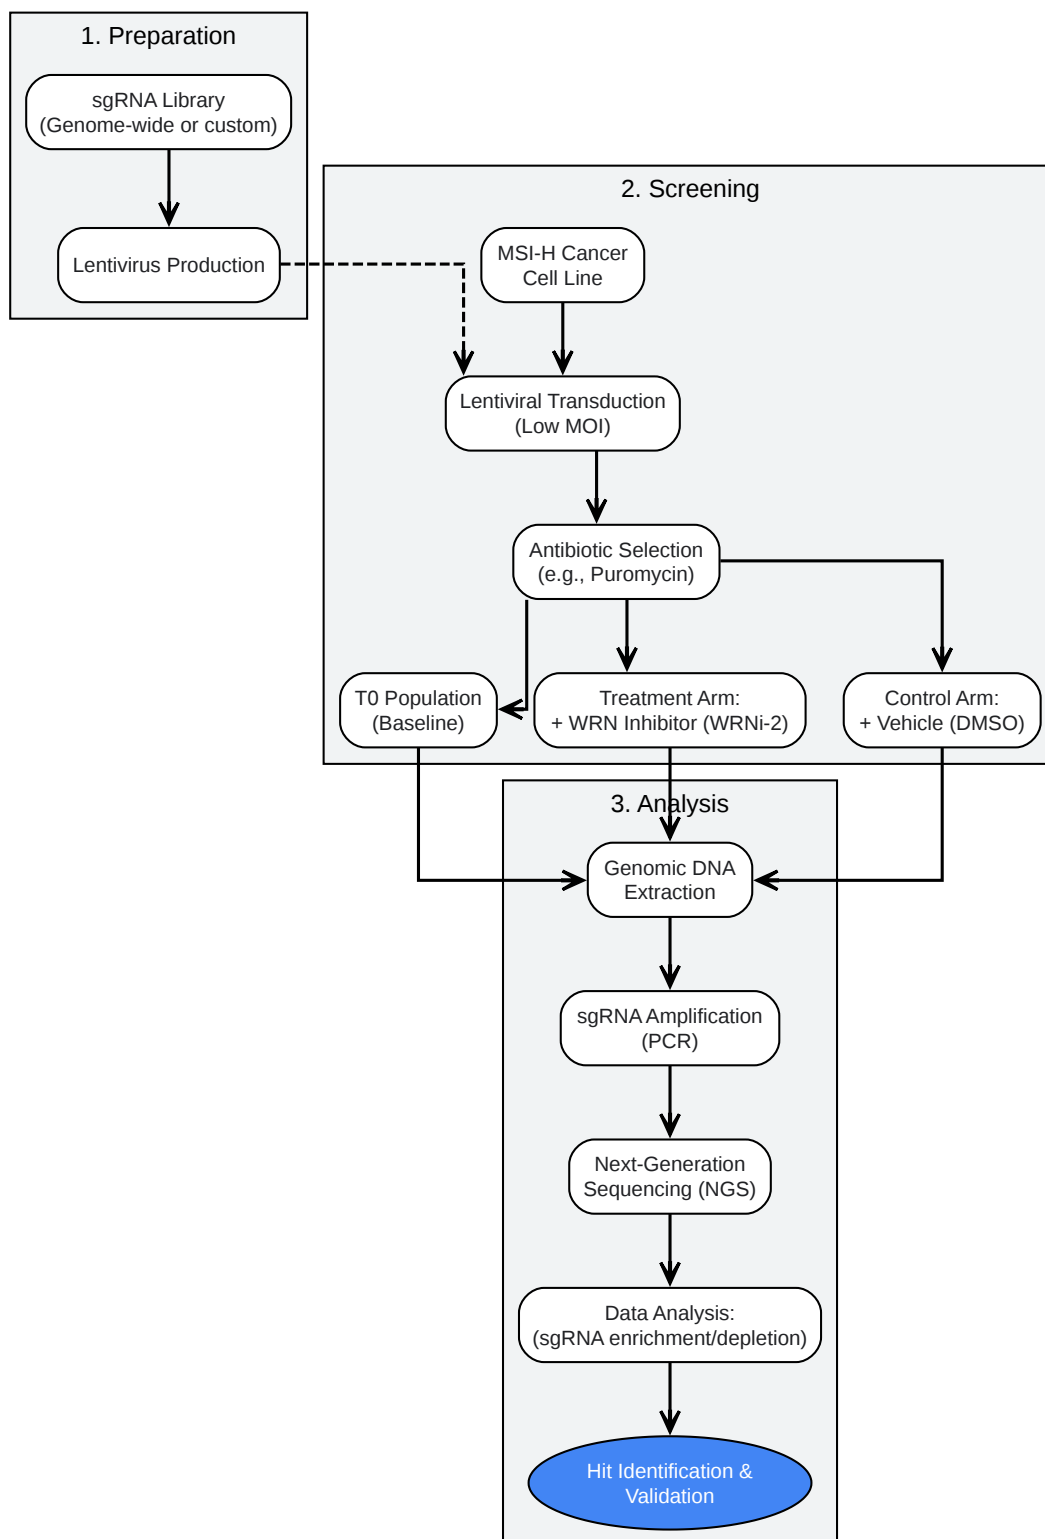 1. Preparation
sgRNA Library
(Genome-wide or custom)
Lentivirus Production
2. Screening
MSI-H Cancer
Cell Line
Lentiviral Transduction
(Low MOI)
Antibiotic Selection
(e.g., Puromycin)
T0 Population
(Baseline)
Treatment Arm:
+ WRN Inhibitor (WRNi-2)
Control Arm:
+ Vehicle (DMSO)
3. Analysis
Genomic DNA
Extraction
sgRNA Amplification
(PCR)
Next-Generation
Sequencing (NGS)
Data Analysis:
(sgRNA enrichment/depletion)
Hit Identification &
Validation